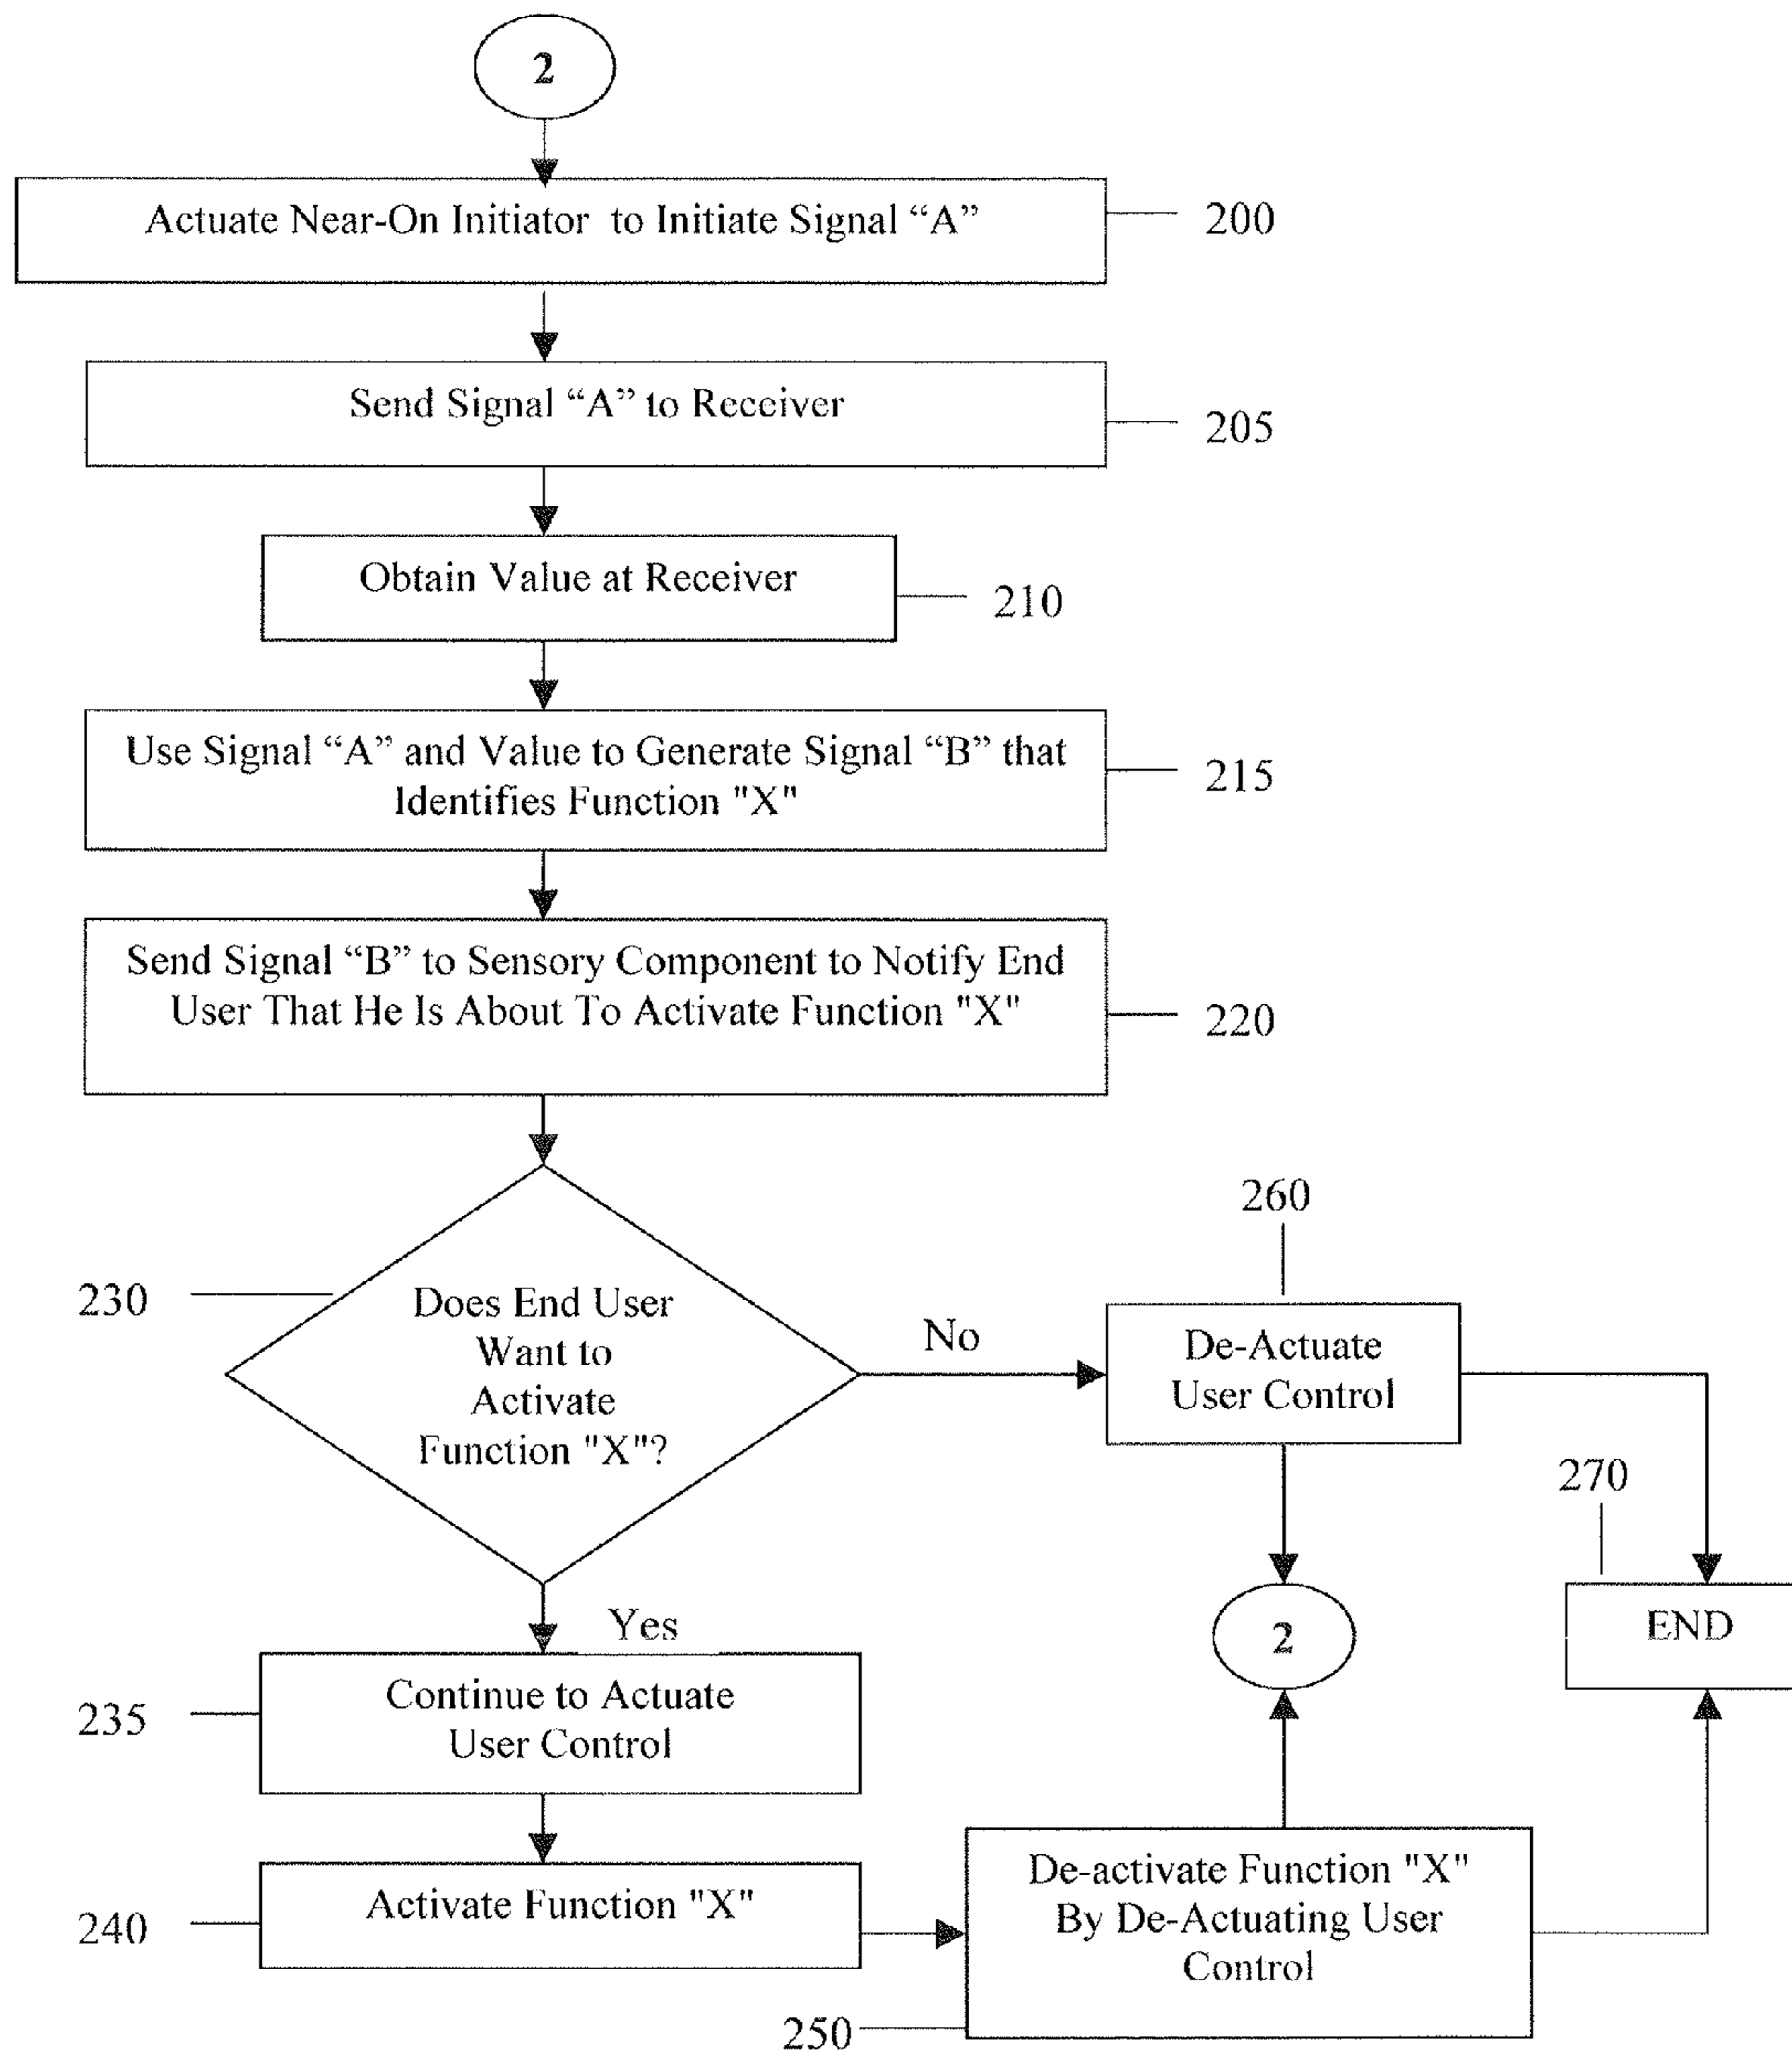 2
Actuate Near-On Initiator to Initiate Signal “A”
200
Send Signal “A” to Receiver
205
Obtain Value at Receiver
210
Use Signal “A” and Value to Generate Signal “B” that
Identifies Function "X"
215
Send Signal “B” to Sensory Component to Notify End
User That He Is About To Activate Function "X"
220
230
Does End User
Want to
Activate
Function "X"?
No
260
De-Actuate
User Control
270
2
END
Yes
235
Continue to Actuate
User Control
240
Activate Function "X"
De-activate Function "X"
By De-Actuating User
Control
250